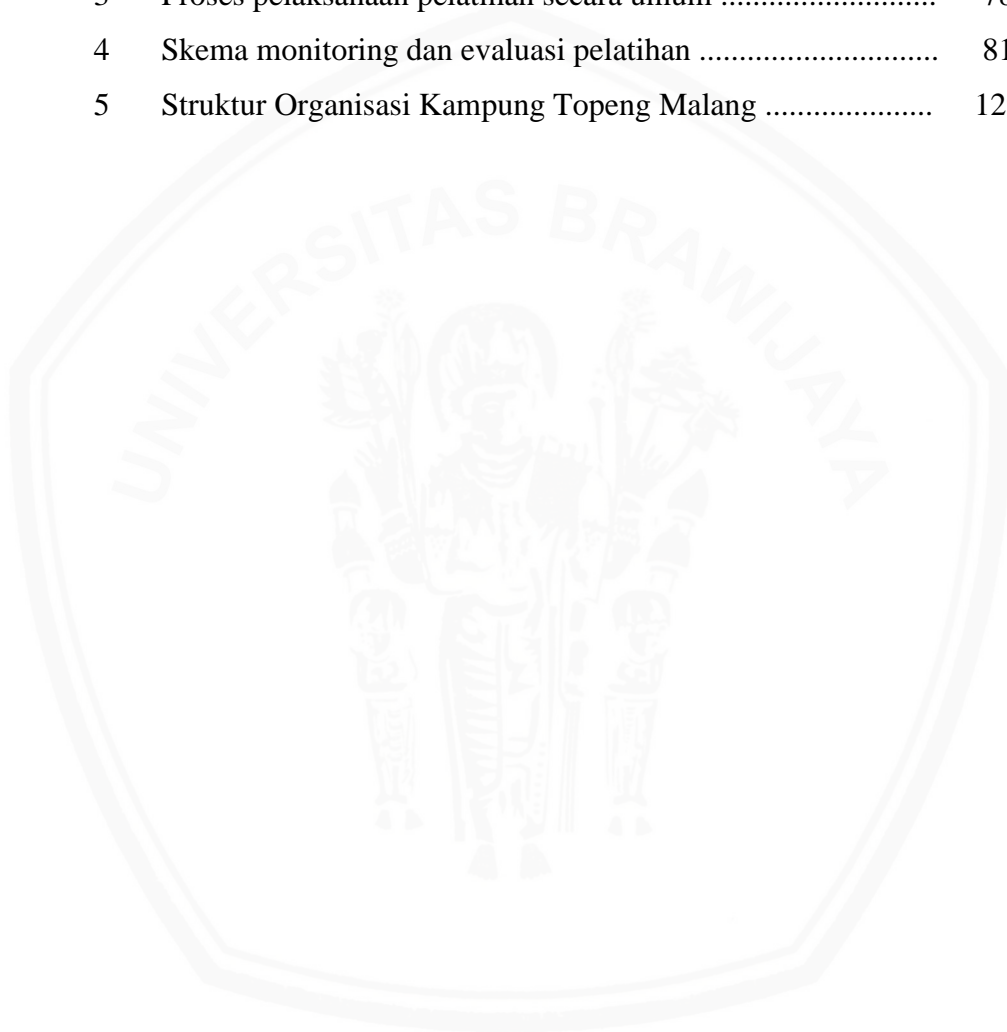 4 Skema monitoring dan evaluasi pelatihan .............................. 81
5 Struktur Organisasi Kampung Topeng Malang ..................... 12
UNIVERSITAS BRAWIJAYA